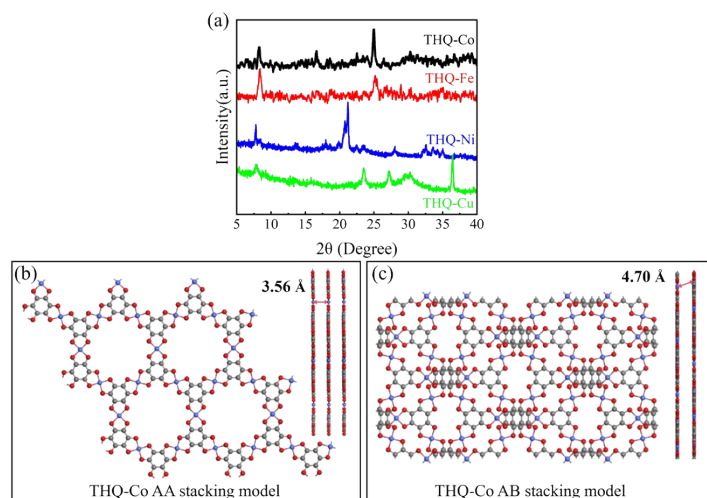 (a)
THQ-Co
THQ-Fe
THQ-Ni
THQ-Cu
Intensity(a.u.)
5 10 15 20 25 30 35 40
2θ (Degree)
(b)
3.56 Å
THQ-Co AA stacking model
(c)
4.70 Å
THQ-Co AB stacking model